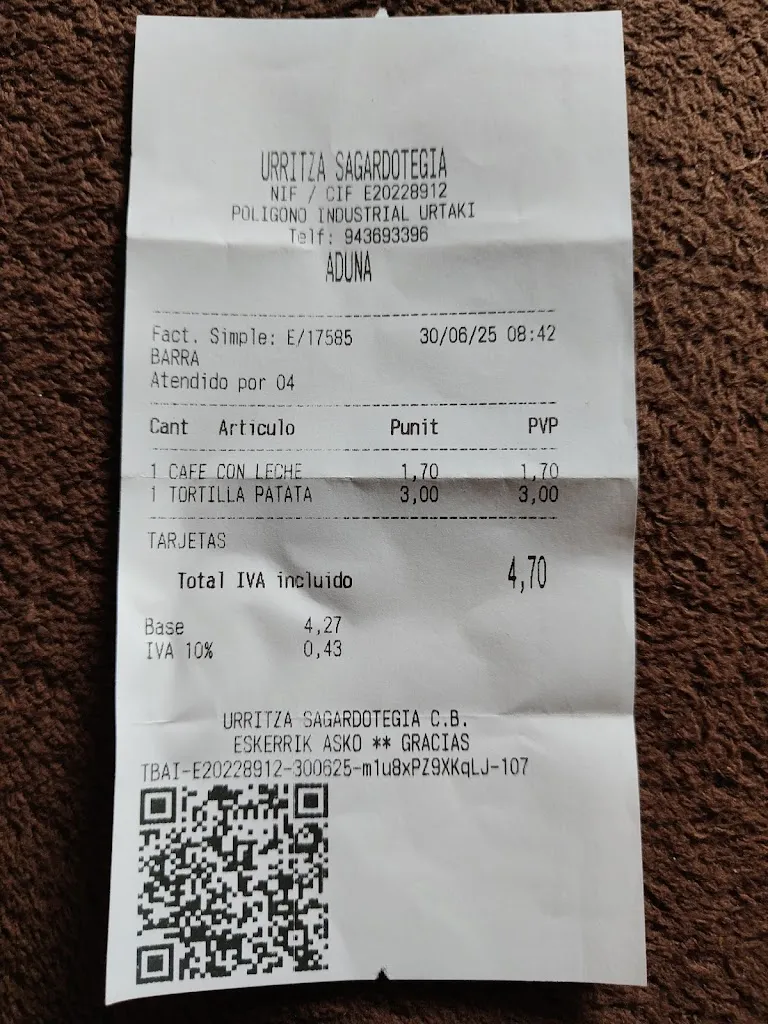 URRITZA SAGARDOTEGIA
NIF / CIF E20228912
POLIGONO INDUSTRIAL URTAKI
Telf: 943693396
ADUNA
Fact. Simple: E/17585 30/06/25 08:42
BARRA
Atendido por 04
Cant Articulo Punit PVP
1 CAFE CON LECHE 1,70 1,70
1 TORTILLA PATATA 3,00 3,00
TARJETAS
Total IVA incluido 4,70
Base 4,27
IVA 10% 0,43
URRITZA SAGARDOTEGIA C.B.
ESKERRIK ASKO ** GRACIAS
TBAI-E20228912-300625-m1u8xPZ9XKqLJ-107